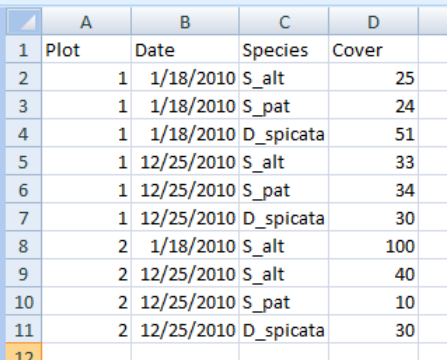 A B C D
1 Plot Date Species Cover
2 1 1/18/2010 S_alt 25
3 1 1/18/2010 S_pat 24
4 1 1/18/2010 D_spicata 51
5 1 12/25/2010 S_alt 33
6 1 12/25/2010 S_pat 34
7 1 12/25/2010 D_spicata 30
8 2 1/18/2010 S_alt 100
9 2 12/25/2010 S_alt 40
10 2 12/25/2010 S_pat 10
11 2 12/25/2010 D_spicata 30
12